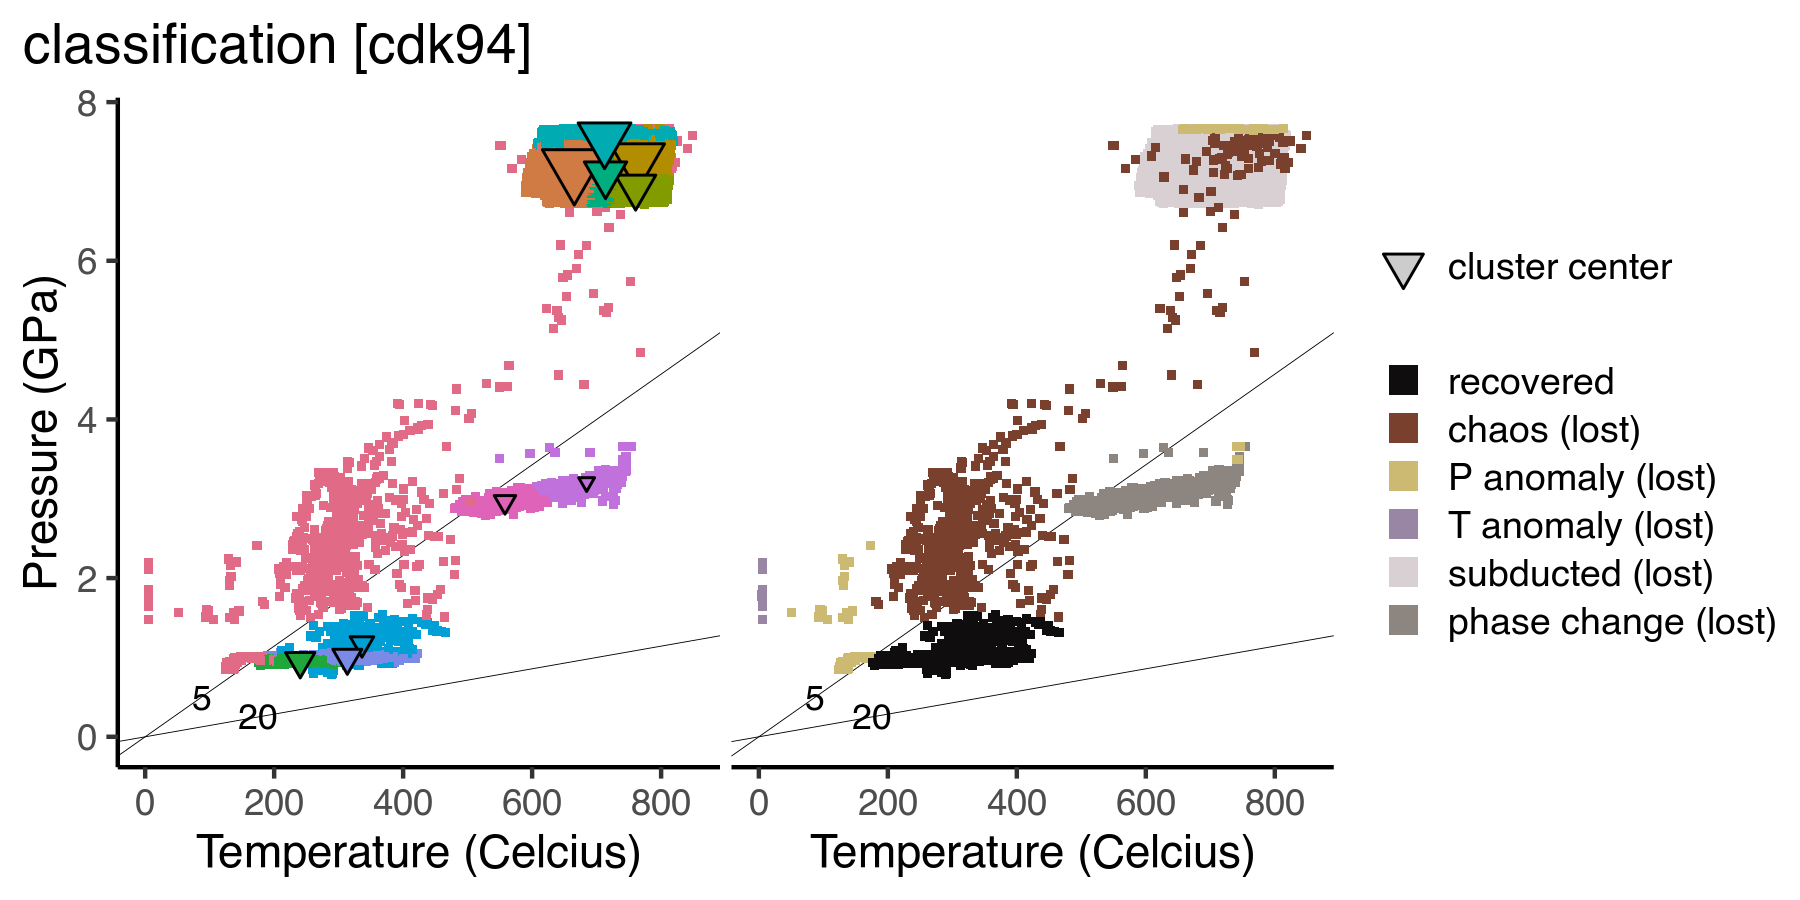 classification [cdk94]
8
6
4
2
0
Pressure (GPa)
5
20
5
20
0 200 400 600 800
0 200 400 600 800
Temperature (Celcius)
Temperature (Celcius)
cluster center
recovered
chaos (lost)
P anomaly (lost)
T anomaly (lost)
subducted (lost)
phase change (lost)